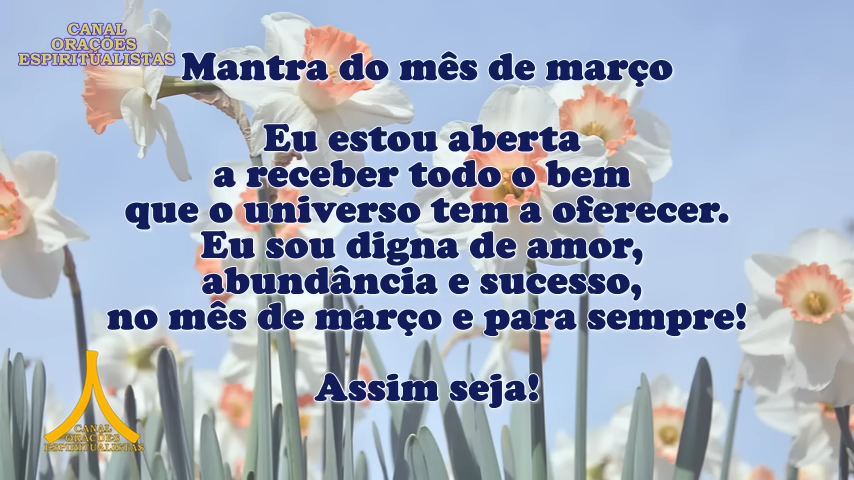 CANAL
ORAÇÕES
ESPIRITUALISTAS
Mantra do mês de março
Eu estou aberta
a receber todo o bem
que o universo tem a oferecer.
Eu sou digna de amor,
abundância e sucesso,
no mês de março e para sempre!
Assim seja!
CANAL
ORAÇÕES
ESPIRITUALISTAS